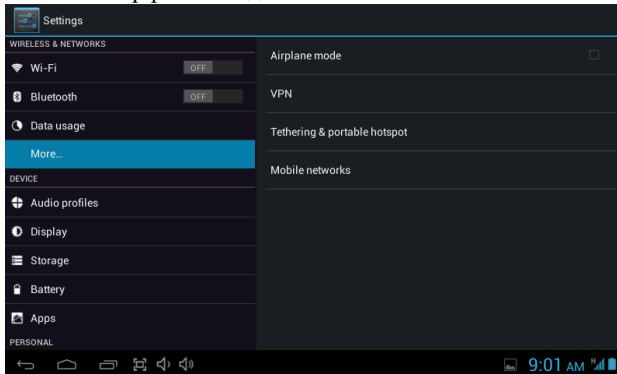 Settings
WIRELESS & NETWORKS
Wi-Fi OFF
Bluetooth OFF
Data usage
More...
DEVICE
Audio profiles
Display
Storage
Battery
Apps
PERSONAL
Airplane mode
VPN
Tethering & portable hotspot
Mobile networks
9:01 AM H